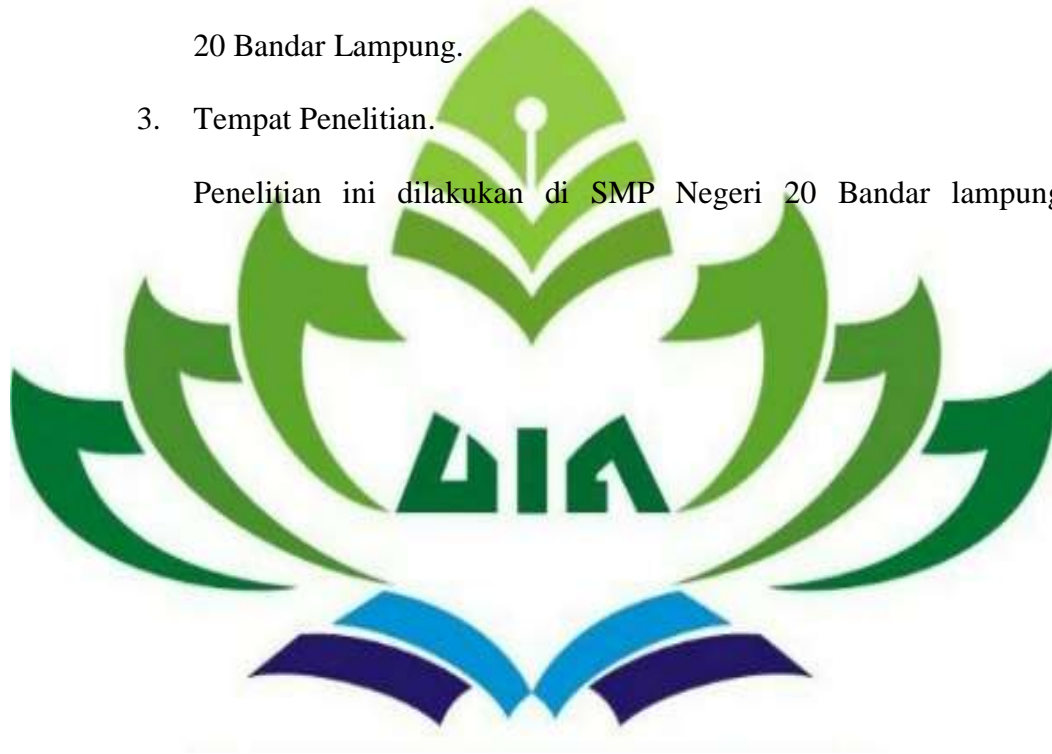 20 Bandar Lampung.
3. Tempat Penelitian.
Penelitian ini dilakukan di SMP Negeri 20 Bandar lampung
UIN